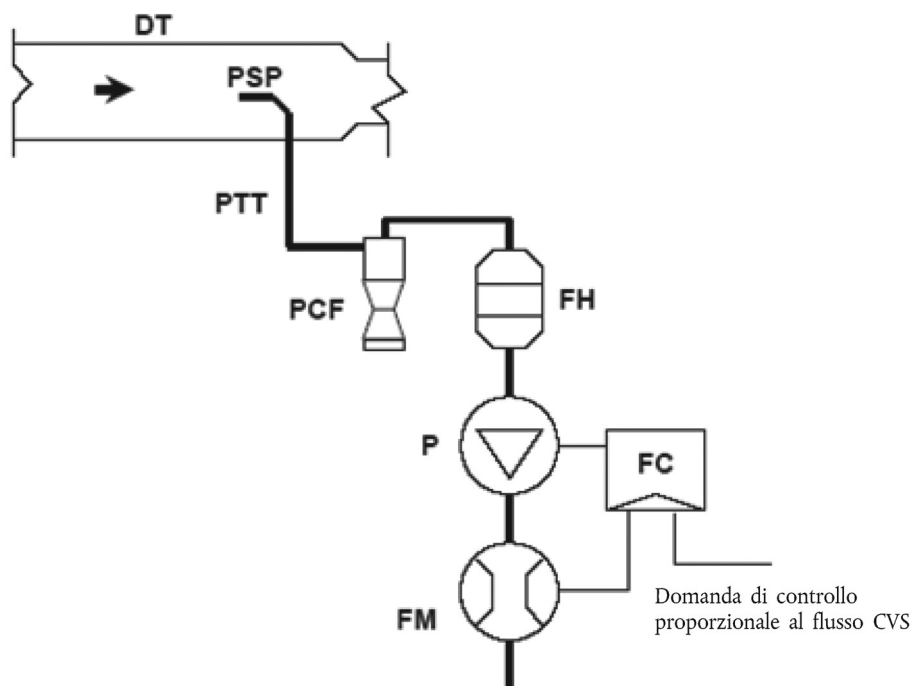 DT
PSP
PTT
PCF
FH
P
FC
FM
Domanda di controllo
proporzionale al flusso CVS